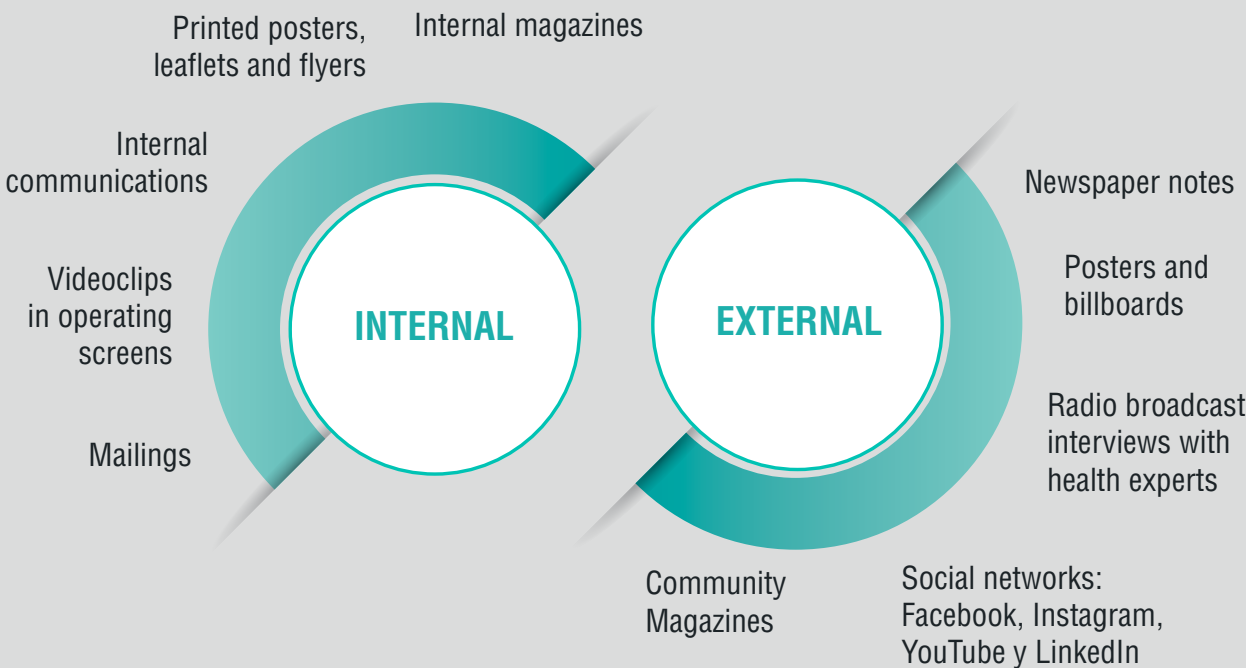 Printed posters,
leaflets and flyers
Internal magazines
Internal
communications
Videoclips
in operating
screens
Mailings
INTERNAL
EXTERNAL
Newspaper notes
Posters and
billboards
Radio broadcast
interviews with
health experts
Social networks:
Facebook, Instagram,
YouTube y LinkedIn
Community
Magazines